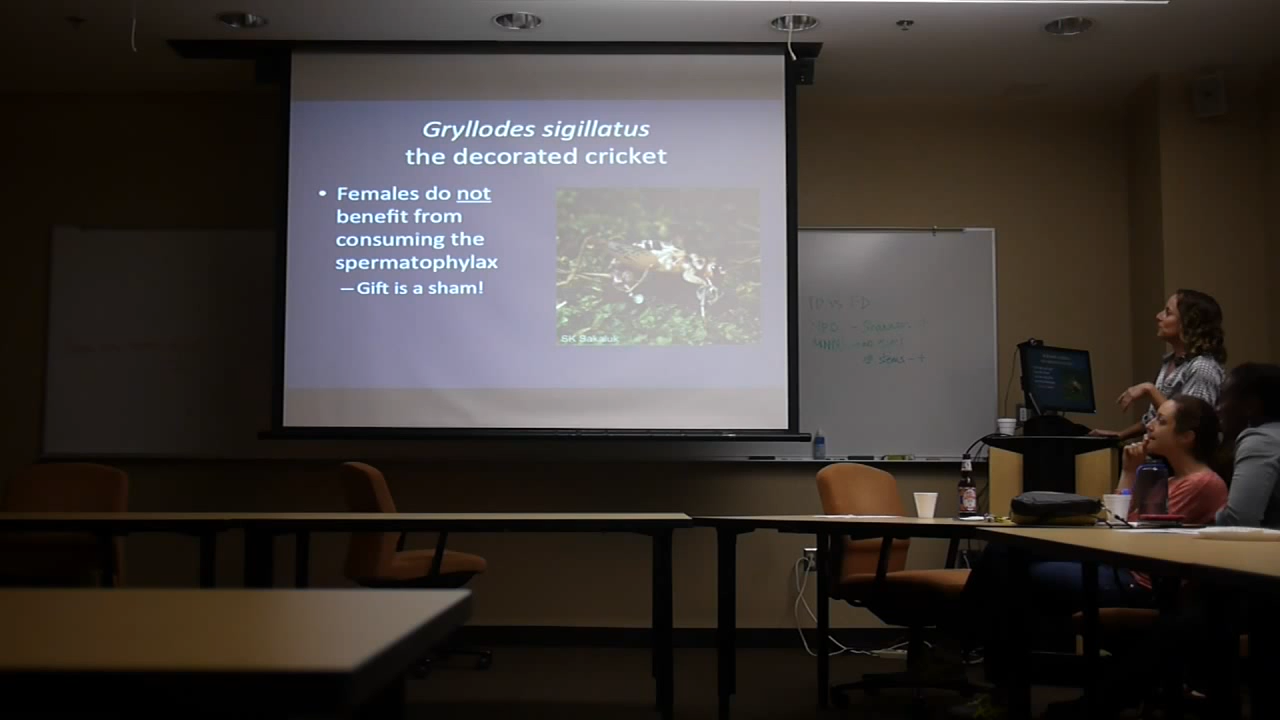 Gryllodes sigillatus
the decorated cricket
• Females do not
benefit from
consuming the
spermatophylax
—Gift is a sham!
SK Sakaluk